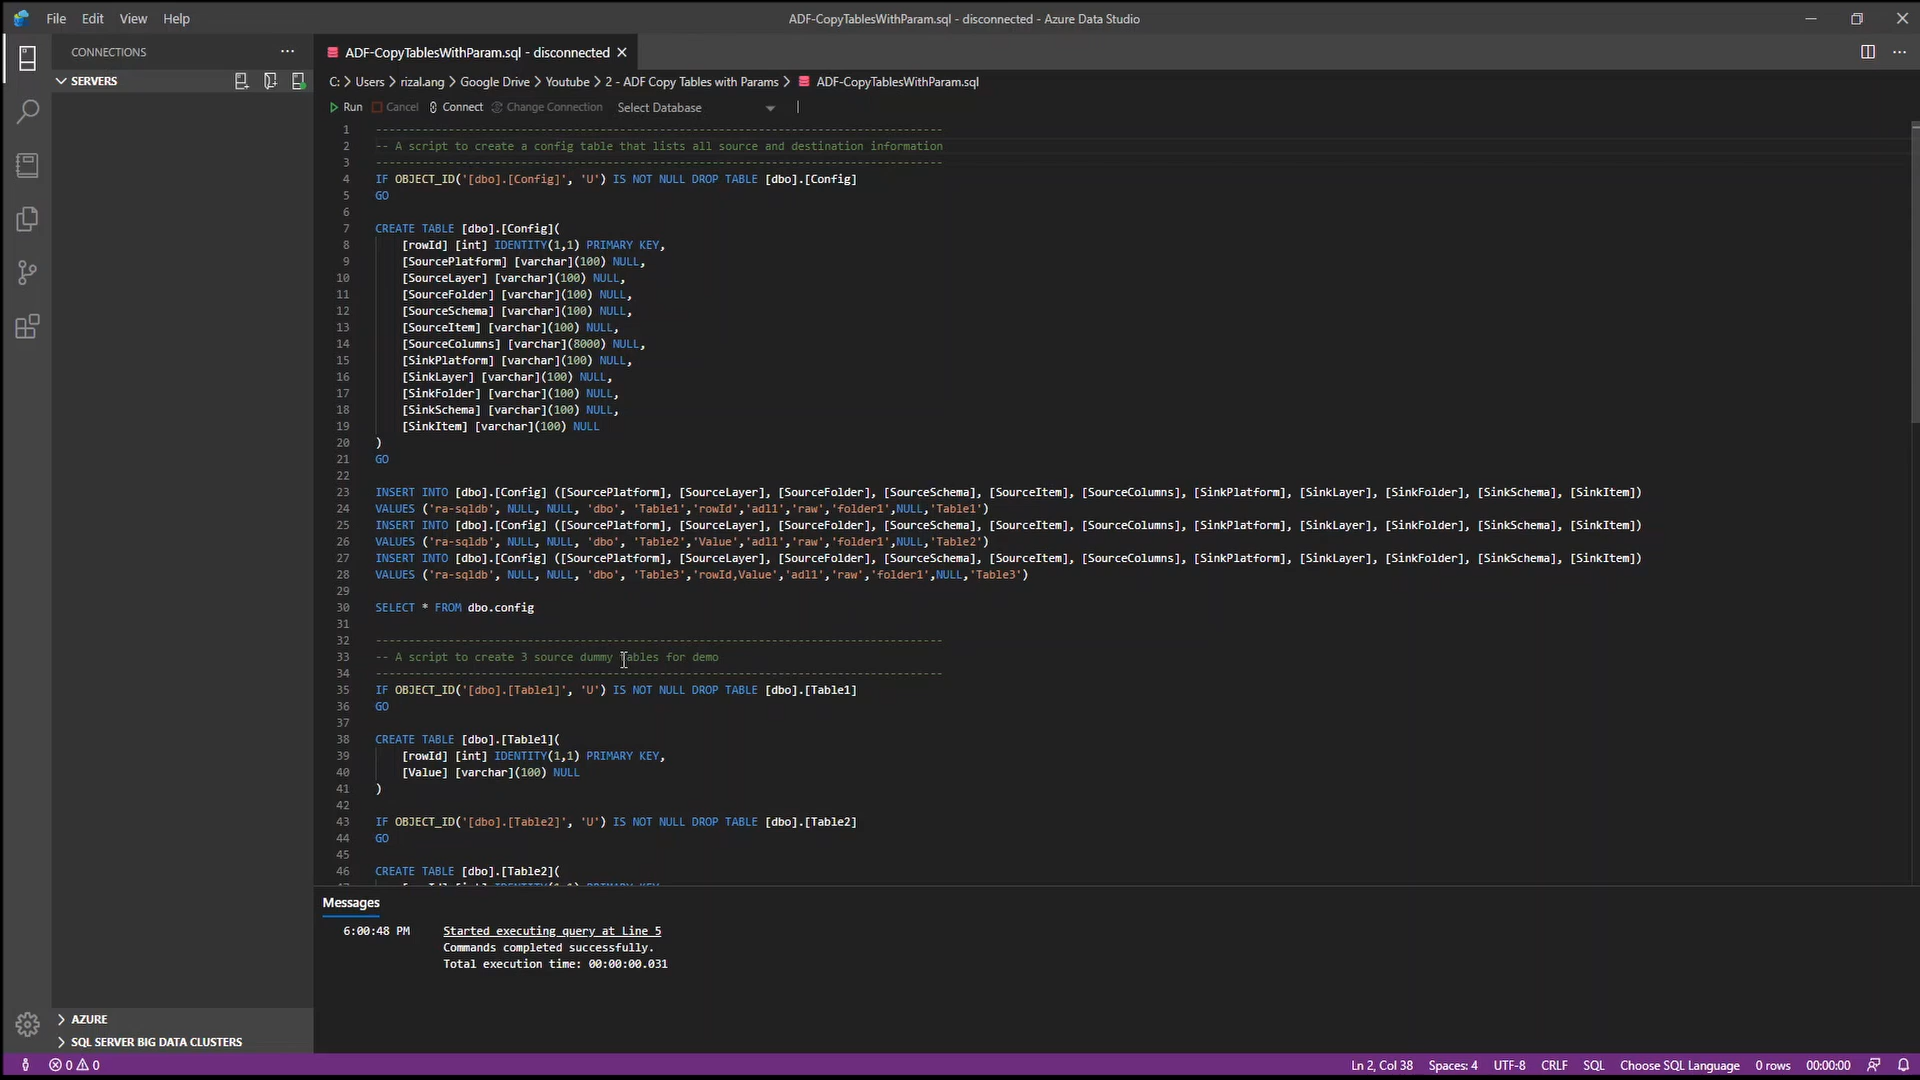 File Edit View Help
ADF-CopyTablesWithParam.sql - disconnected - Azure Data Studio
CONNECTIONS
SERVERS
AZURE
SQL SERVER BIG DATA CLUSTERS
ADF-CopyTablesWithParam.sql - disconnected
C: > Users > rizal.ang > Google Drive > Youtube > 2 - ADF Copy Tables with Params > ADF-CopyTablesWithParam.sql
Run Cancel Connect Change Connection Select Database
1 --------------------------------------------------------------------------------------
2 -- A script to create a config table that lists all source and destination information
3 --------------------------------------------------------------------------------------
4 IF OBJECT_ID('[dbo].[Config]', 'U') IS NOT NULL DROP TABLE [dbo].[Config]
5 GO
6
7 CREATE TABLE [dbo].[Config](
8 [rowId] [int] IDENTITY(1,1) PRIMARY KEY,
9 [SourcePlatform] [varchar](100) NULL,
10 [SourceLayer] [varchar](100) NULL,
11 [SourceFolder] [varchar](100) NULL,
12 [SourceSchema] [varchar](100) NULL,
13 [SourceItem] [varchar](100) NULL,
14 [SourceColumns] [varchar](8000) NULL,
15 [SinkPlatform] [varchar](100) NULL,
16 [SinkLayer] [varchar](100) NULL,
17 [SinkFolder] [varchar](100) NULL,
18 [SinkSchema] [varchar](100) NULL,
19 [SinkItem] [varchar](100) NULL
20 )
21 GO
22
23 INSERT INTO [dbo].[Config] ([SourcePlatform], [SourceLayer], [SourceFolder], [SourceSchema], [SourceItem], [SourceColumns], [SinkPlatform], [SinkLayer], [SinkFolder], [SinkSchema], [SinkItem])
24 VALUES ('ra-sqldb', NULL, NULL, 'dbo', 'Table1','rowId','adl1','raw','folder1',NULL,'Table1')
25 INSERT INTO [dbo].[Config] ([SourcePlatform], [SourceLayer], [SourceFolder], [SourceSchema], [SourceItem], [SourceColumns], [SinkPlatform], [SinkLayer], [SinkFolder], [SinkSchema], [SinkItem])
26 VALUES ('ra-sqldb', NULL, NULL, 'dbo', 'Table2','Value','adl1','raw','folder1',NULL,'Table2')
27 INSERT INTO [dbo].[Config] ([SourcePlatform], [SourceLayer], [SourceFolder], [SourceSchema], [SourceItem], [SourceColumns], [SinkPlatform], [SinkLayer], [SinkFolder], [SinkSchema], [SinkItem])
28 VALUES ('ra-sqldb', NULL, NULL, 'dbo', 'Table3','rowId,Value','adl1','raw','folder1',NULL,'Table3')
29
30 SELECT * FROM dbo.config
31
32 --------------------------------------------------------------------------------------
33 -- A script to create 3 source dummy tables for demo
34 --------------------------------------------------------------------------------------
35 IF OBJECT_ID('[dbo].[Table1]', 'U') IS NOT NULL DROP TABLE [dbo].[Table1]
36 GO
37
38 CREATE TABLE [dbo].[Table1](
39 [rowId] [int] IDENTITY(1,1) PRIMARY KEY,
40 [Value] [varchar](100) NULL
41 )
42
43 IF OBJECT_ID('[dbo].[Table2]', 'U') IS NOT NULL DROP TABLE [dbo].[Table2]
44 GO
45
46 CREATE TABLE [dbo].[Table2](
Messages
6:00:48 PM Started executing query at Line 5
Commands completed successfully.
Total execution time: 00:00:00.031
0 0
Ln 2, Col 38 Spaces: 4 UTF-8 CRLF SQL Choose SQL Language 0 rows 00:00:00